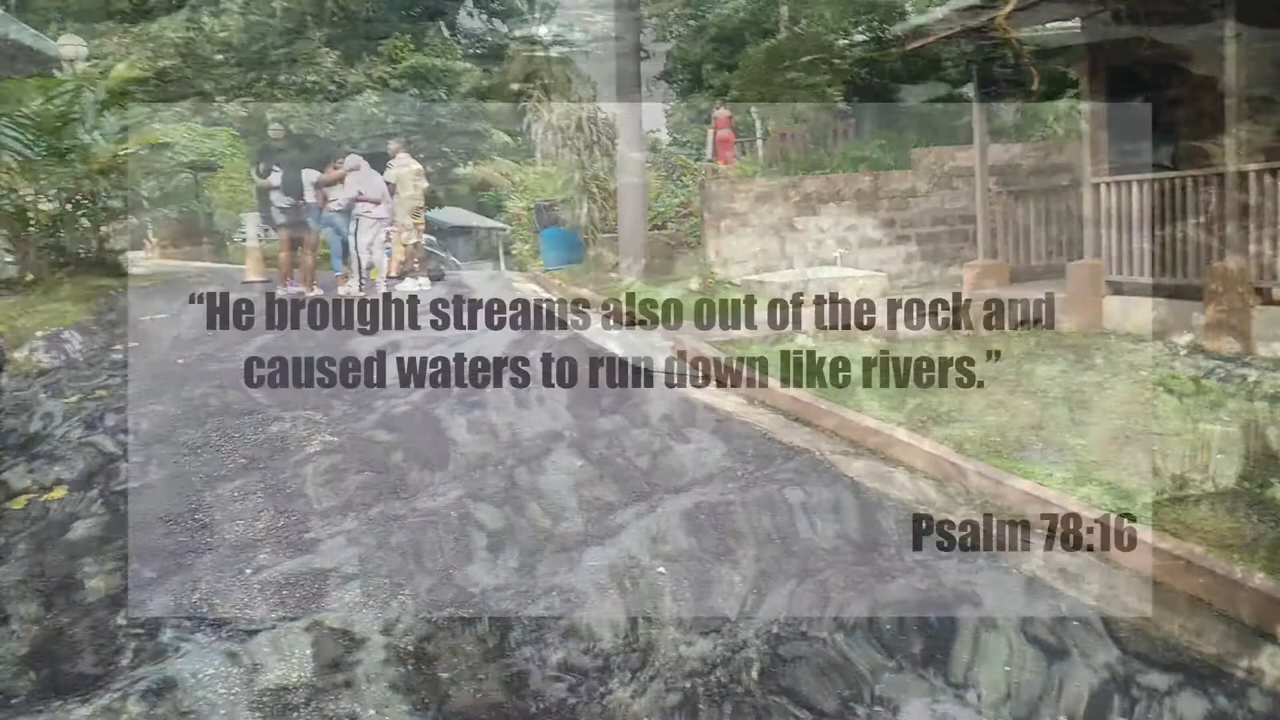 “He brought streams also out of the rock and
caused waters to run down like rivers.”
Psalm 78:16